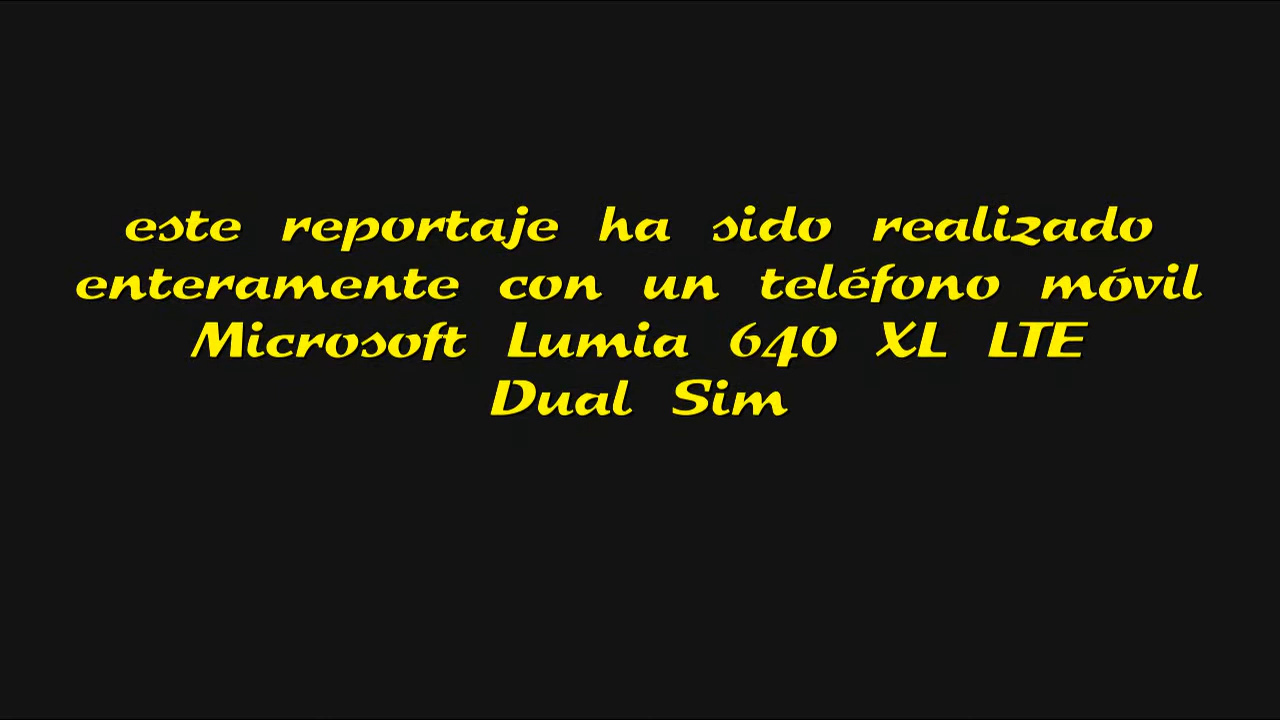 este reportaje ha sido realizado
enteramente con un teléfono móvil
Microsoft Lumia 640 XL LTE
Dual Sim